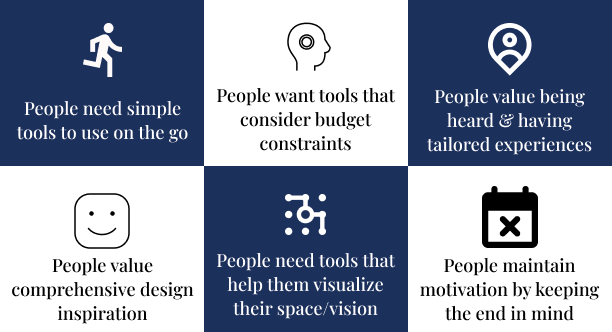 People need simple
tools to use on the go
People want tools that
consider budget
constraints
People value being
heard & having
tailored experiences
People value
comprehensive design
inspiration
People need tools that
help them visualize
their space/vision
People maintain
motivation by keeping
the end in mind